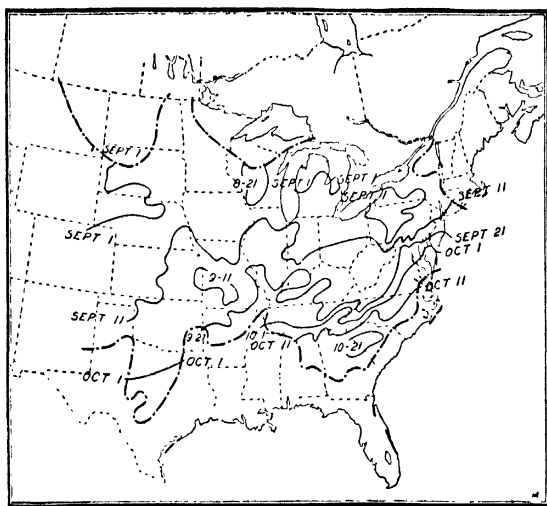 SEPT 1
8-21
SEPT 1
SEPT 1
SEPT 1
SEPT 11
SEPT 1
SEPT 21
OCT 1
9-11
OCT 11
SEPT 11
9-21
10-1
OCT 11
OCT 1
10-21
OCT 1